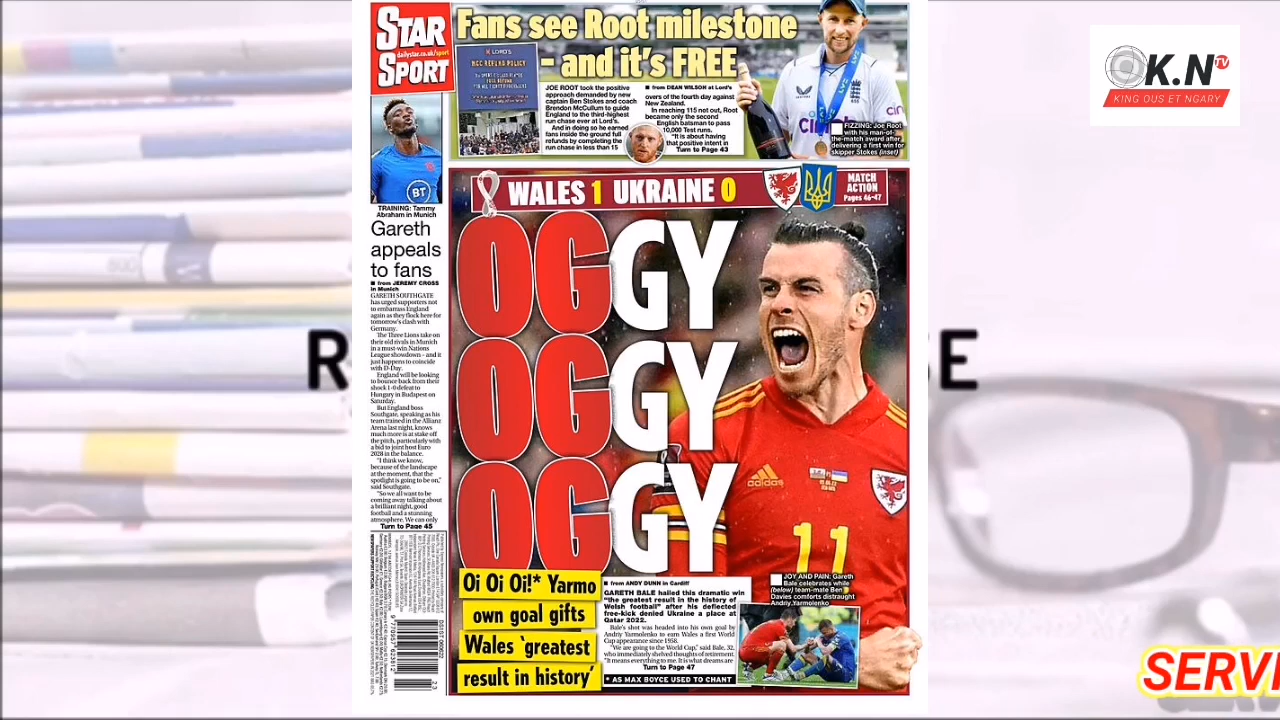 STAR
dailystar.co.uk/sport
SPORT
Fans see Root milestone
– and it's FREE
LORD'S
MCC REFUND POLICY
JOE ROOT took the positive
approach demanded by new
captain Ben Stokes and coach
Brendon McCullum to guide
England to the third-highest
run chase ever at Lord's.
And in doing so he earned
fans inside the ground full
refunds by completing the
run chase in less than 15
■ from DEAN WILSON at Lord's
overs of the fourth day against
New Zealand.
In reaching 115 not out, Root
became only the second
English batsman to pass
10,000 Test runs.
"It is about having
that positive intent in
Turn to Page 43
FIZZING: Joe Root
with his man-of-
the-match award after
delivering a first win for
skipper Stokes (inset)
K.N TV
KING OUS ET NGARY
BT
TRAINING: Tammy
Abraham in Munich
Gareth
appeals
to fans
■ from JEREMY CROSS
in Munich
GARETH SOUTHGATE
has urged supporters not
to embarrass England
again as they flock here for
tomorrow's clash with
Germany.
The Three Lions take on
their old rivals in Munich
in a must-win Nations
League showdown – and it
just happens to coincide
with D-Day.
England will be looking
to bounce back from their
shock 1-0 defeat to
Hungary in Budapest on
Saturday.
But England boss
Southgate, speaking as his
team trained in the Allianz
Arena last night, knows
much more is at stake off
the pitch, particularly with
a bid to joint host Euro
2028 in the balance.
"I think we know,
because of the landscape
at the moment, that the
spotlight is going to be on,"
said Southgate.
"So we all want to be
coming away talking about
a brilliant night, good
football and a stunning
atmosphere. We can only
Turn to Page 45
WALES 1 UKRAINE 0
MATCH
ACTION
Pages 46-47
OGGY
OGGY
OGGY
adidas
11
Oi Oi Oi!* Yarmo
own goal gifts
Wales 'greatest
result in history'
■ from ANDY DUNN in Cardiff
GARETH BALE hailed this dramatic win
"the greatest result in the history of
Welsh football" after his deflected
free-kick denied Ukraine a place at
Qatar 2022.
Bale's shot was headed into his own goal by
Andriy Yarmolenko to earn Wales a first World
Cup appearance since 1958.
"We are going to the World Cup," said Bale, 32,
who immediately shelved thoughts of retirement.
"It means everything to me. It is what dreams are
Turn to Page 47
* AS MAX BOYCE USED TO CHANT
JOY AND PAIN: Gareth
Bale celebrates while
(below) team-mate Ben
Davies comforts distraught
Andriy Yarmolenko
R
E
SERV